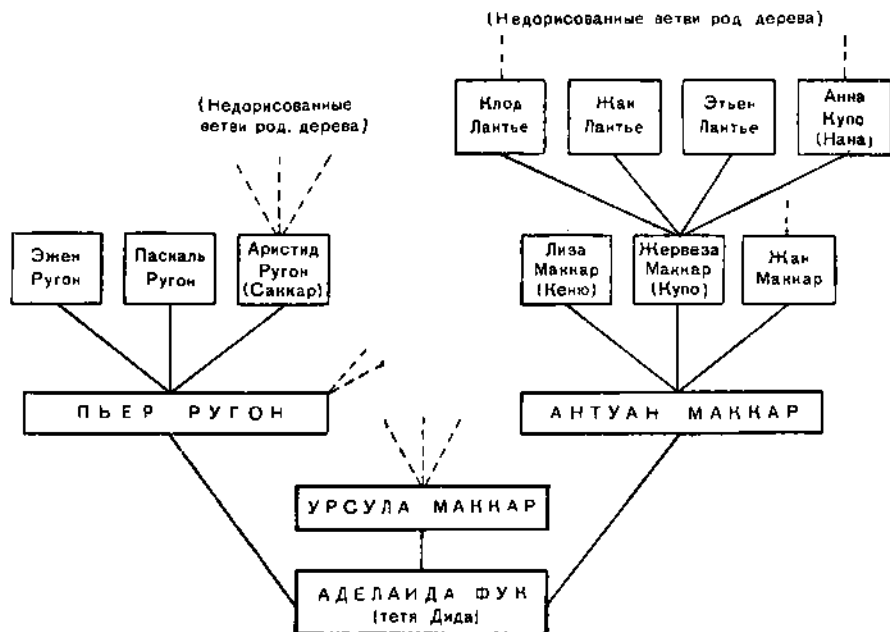 (Недорисованные ветви род дерева)
Клод
Лантье
Жак
Лантье
Этьен
Лантье
Анна
Купо
(Нана)
(Недорисованные
ветви род. дерева)
Эжен
Ругон
Паскаль
Ругон
Аристид
Ругон
(Саккар)
Лиза
Маккар
(Кеню)
Жервеза
Маккар
(Купо)
Жан
Маккар
ПЬЕР РУГОН
АНТУАН МАККАР
УРСУЛА МАККАР
АДЕЛАИДА ФУК
(тетя Дида)